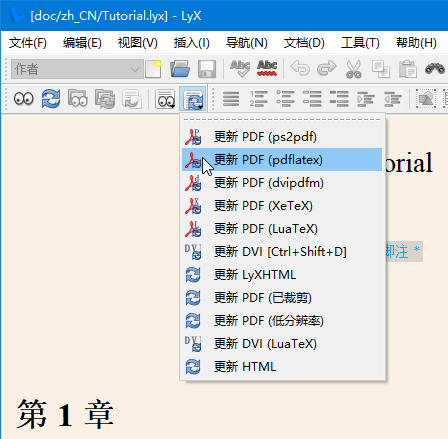 [doc/zh_CN/Tutorial.lyx] - LyX
文件(F) 编辑(E) 视图(V) 插入(I) 导航(N) 文档(D) 工具(T) 帮助(H)
作者
ABC ABC
更新 PDF (ps2pdf)
更新 PDF (pdflatex)
orial
更新 PDF (dvipdfm)
更新 PDF (XeTeX)
更新 PDF (LuaTeX)
更新 DVI [Ctrl+Shift+D]
脚注 *
更新 LyXHTML
更新 PDF (已裁剪)
更新 PDF (低分辨率)
更新 DVI (LuaTeX)
更新 HTML
第 1 章